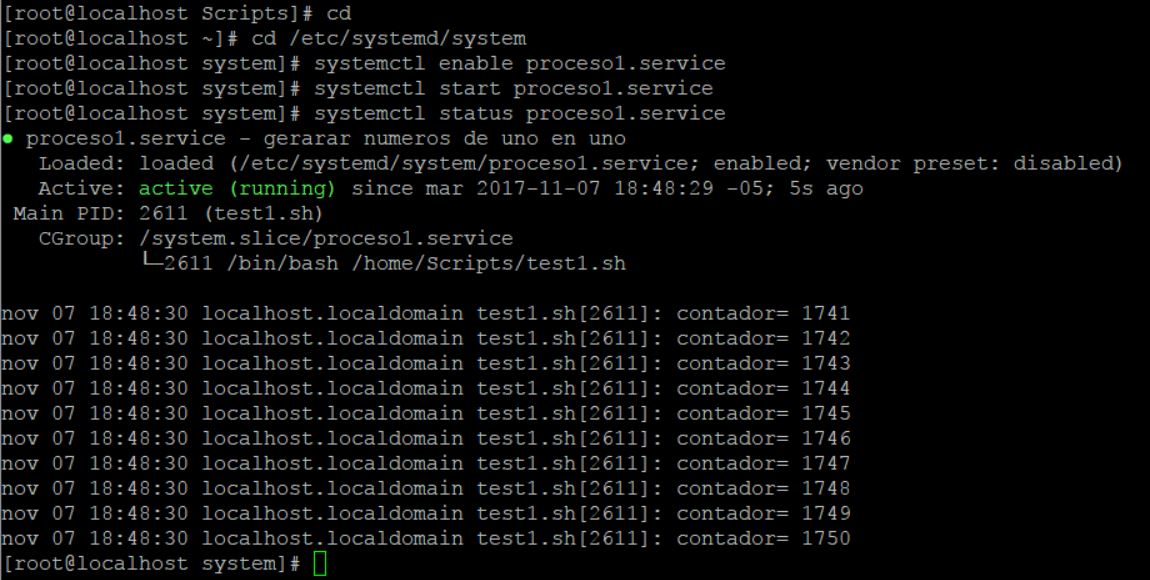 [root@localhost Scripts]# cd
[root@localhost ~]# cd /etc/systemd/system
[root@localhost system]# systemctl enable proceso1.service
[root@localhost system]# systemctl start proceso1.service
[root@localhost system]# systemctl status proceso1.service
● proceso1.service - gerarar numeros de uno en uno
   Loaded: loaded (/etc/systemd/system/proceso1.service; enabled; vendor preset: disabled)
   Active: active (running) since mar 2017-11-07 18:48:29 -05; 5s ago
 Main PID: 2611 (test1.sh)
   CGroup: /system.slice/proceso1.service
           └─2611 /bin/bash /home/Scripts/test1.sh

nov 07 18:48:30 localhost.localdomain test1.sh[2611]: contador= 1741
nov 07 18:48:30 localhost.localdomain test1.sh[2611]: contador= 1742
nov 07 18:48:30 localhost.localdomain test1.sh[2611]: contador= 1743
nov 07 18:48:30 localhost.localdomain test1.sh[2611]: contador= 1744
nov 07 18:48:30 localhost.localdomain test1.sh[2611]: contador= 1745
nov 07 18:48:30 localhost.localdomain test1.sh[2611]: contador= 1746
nov 07 18:48:30 localhost.localdomain test1.sh[2611]: contador= 1747
nov 07 18:48:30 localhost.localdomain test1.sh[2611]: contador= 1748
nov 07 18:48:30 localhost.localdomain test1.sh[2611]: contador= 1749
nov 07 18:48:30 localhost.localdomain test1.sh[2611]: contador= 1750
[root@localhost system]#